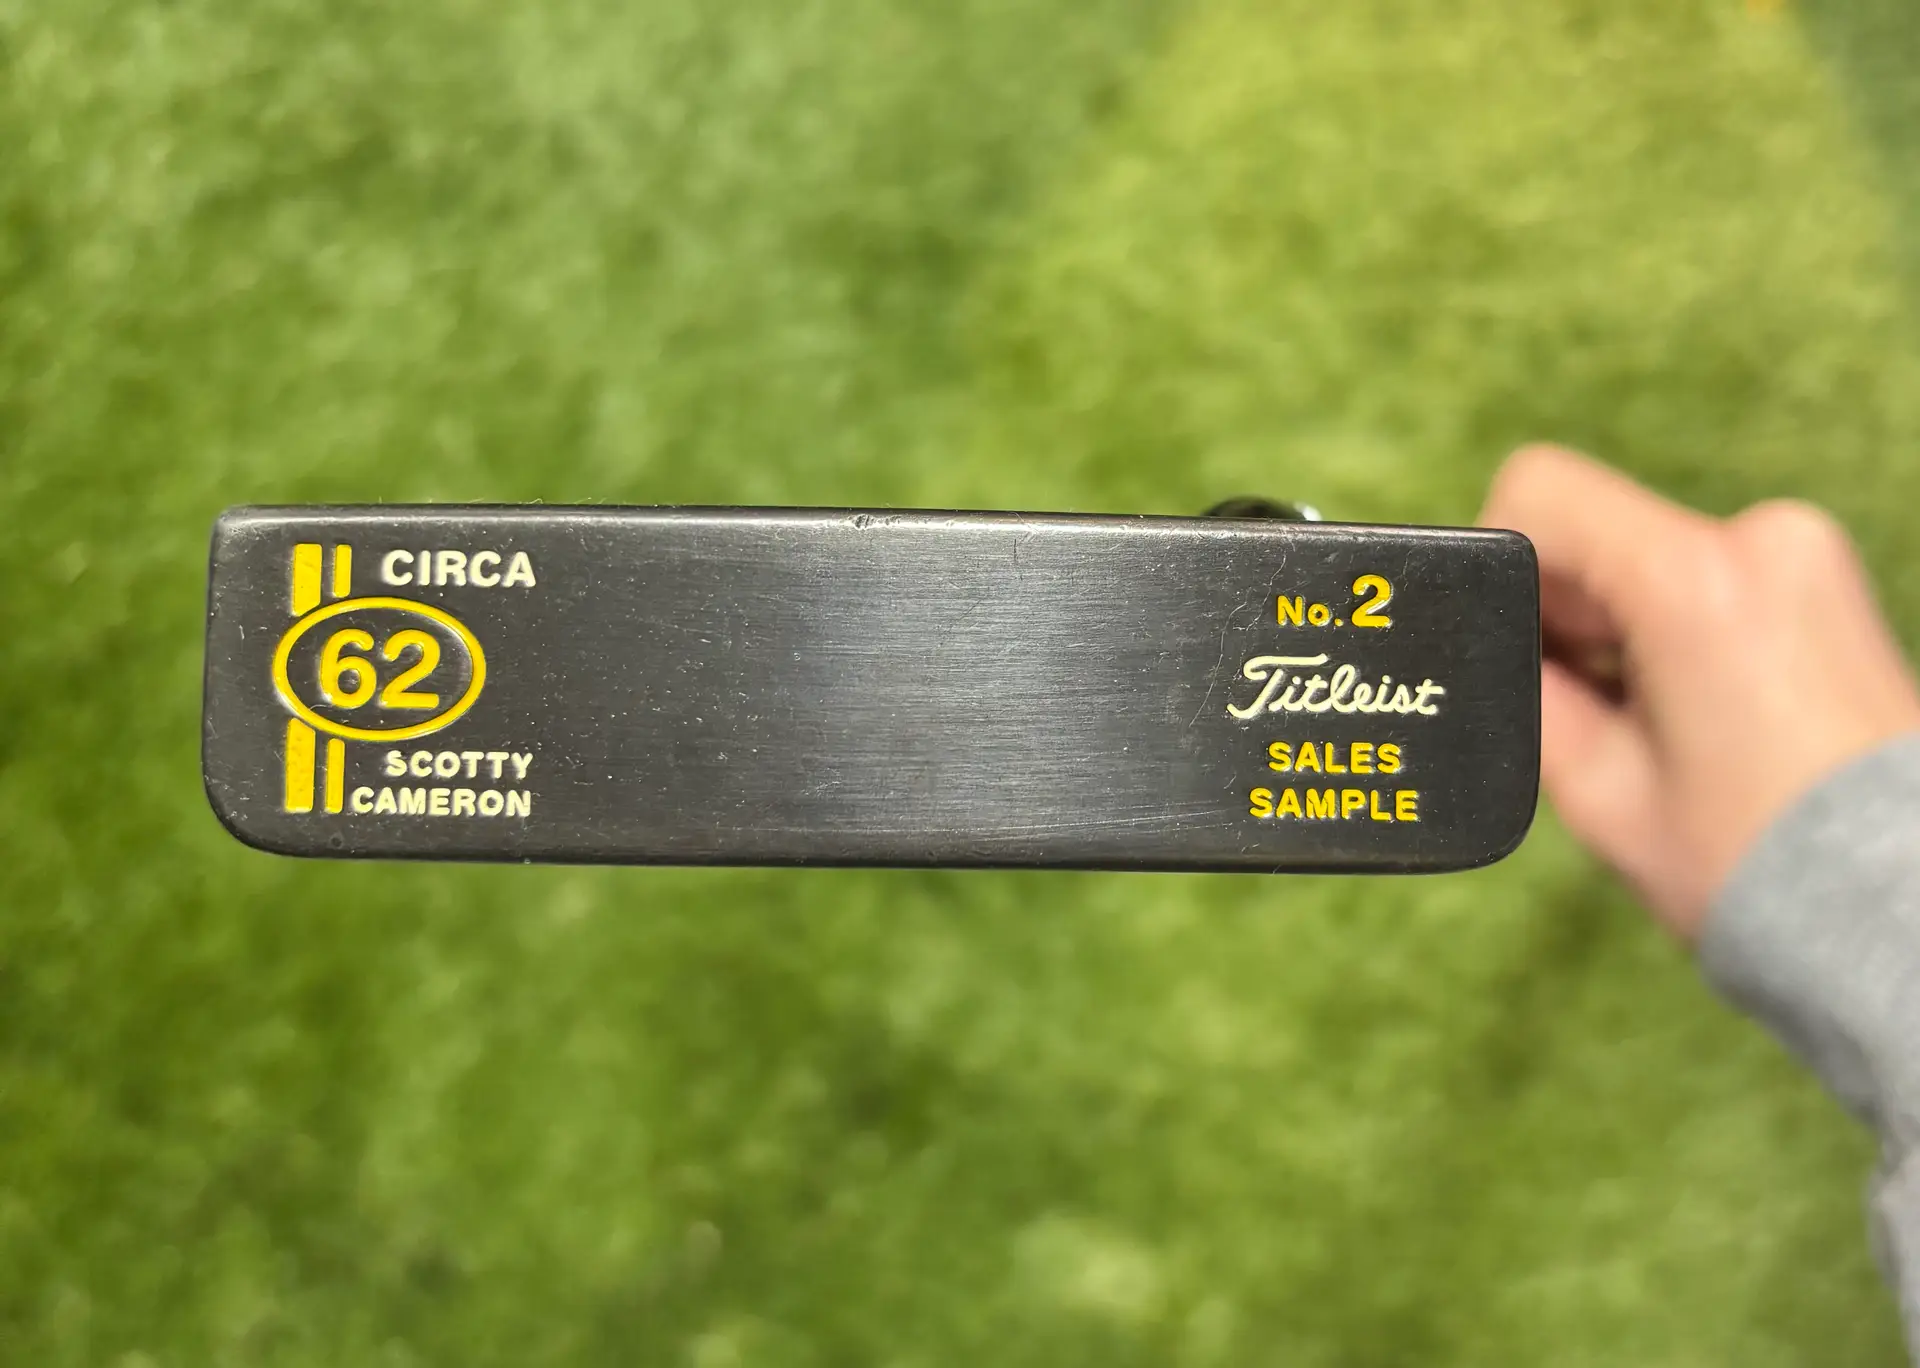 CIRCA
62
SCOTTY
CAMERON
No. 2
Titleist
SALES
SAMPLE